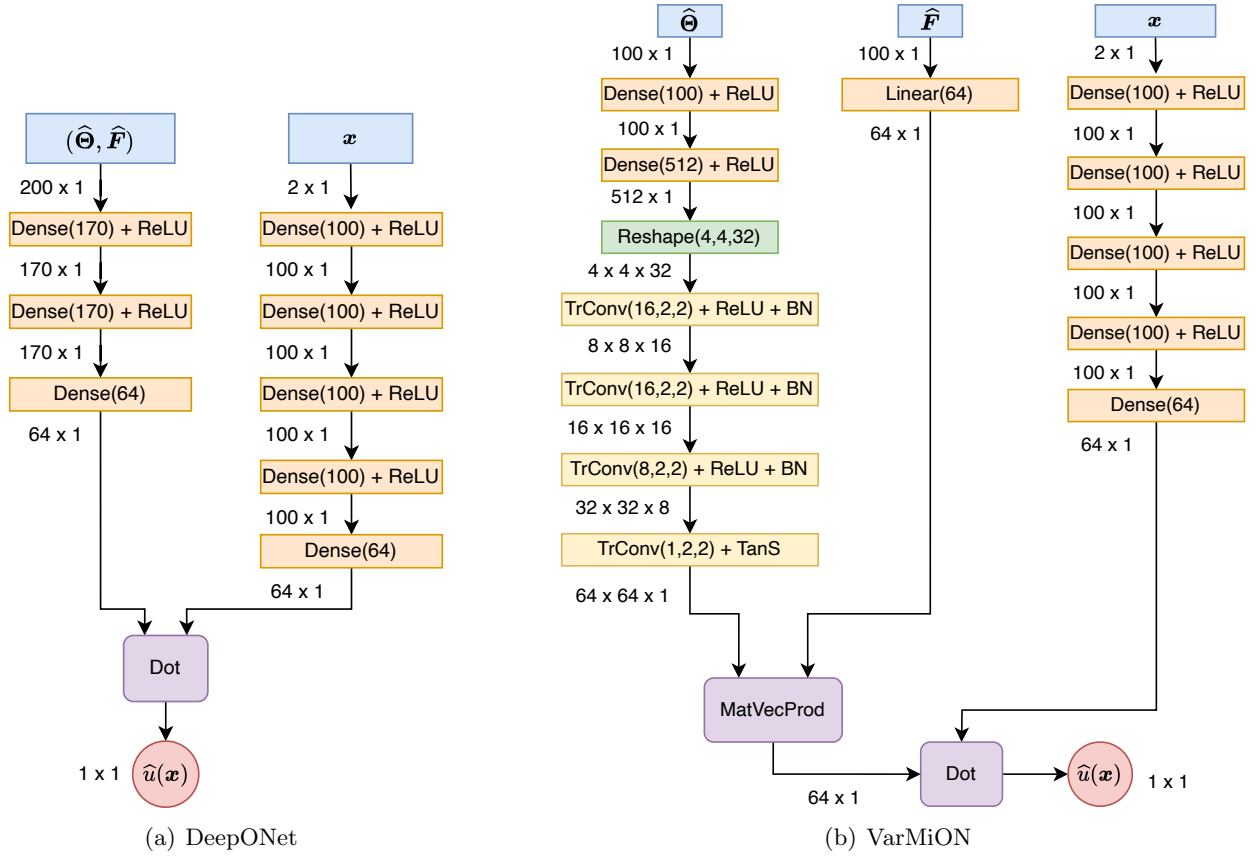 (Θ̂, F̂)
200 x 1
Dense(170) + ReLU
170 x 1
Dense(170) + ReLU
170 x 1
Dense(64)
64 x 1
x
2 x 1
Dense(100) + ReLU
100 x 1
Dense(100) + ReLU
100 x 1
Dense(100) + ReLU
100 x 1
Dense(100) + ReLU
100 x 1
Dense(64)
64 x 1
Dot
1 x 1
û(x)
(a) DeepONet
Θ̂
100 x 1
Dense(100) + ReLU
100 x 1
Dense(512) + ReLU
512 x 1
Reshape(4,4,32)
4 x 4 x 32
TrConv(16,2,2) + ReLU + BN
8 x 8 x 16
TrConv(16,2,2) + ReLU + BN
16 x 16 x 16
TrConv(8,2,2) + ReLU + BN
32 x 32 x 8
TrConv(1,2,2) + TanS
64 x 64 x 1
F̂
100 x 1
Linear(64)
64 x 1
x
2 x 1
Dense(100) + ReLU
100 x 1
Dense(100) + ReLU
100 x 1
Dense(100) + ReLU
100 x 1
Dense(100) + ReLU
100 x 1
Dense(64)
64 x 1
MatVecProd
64 x 1
Dot
û(x)
1 x 1
(b) VarMiON